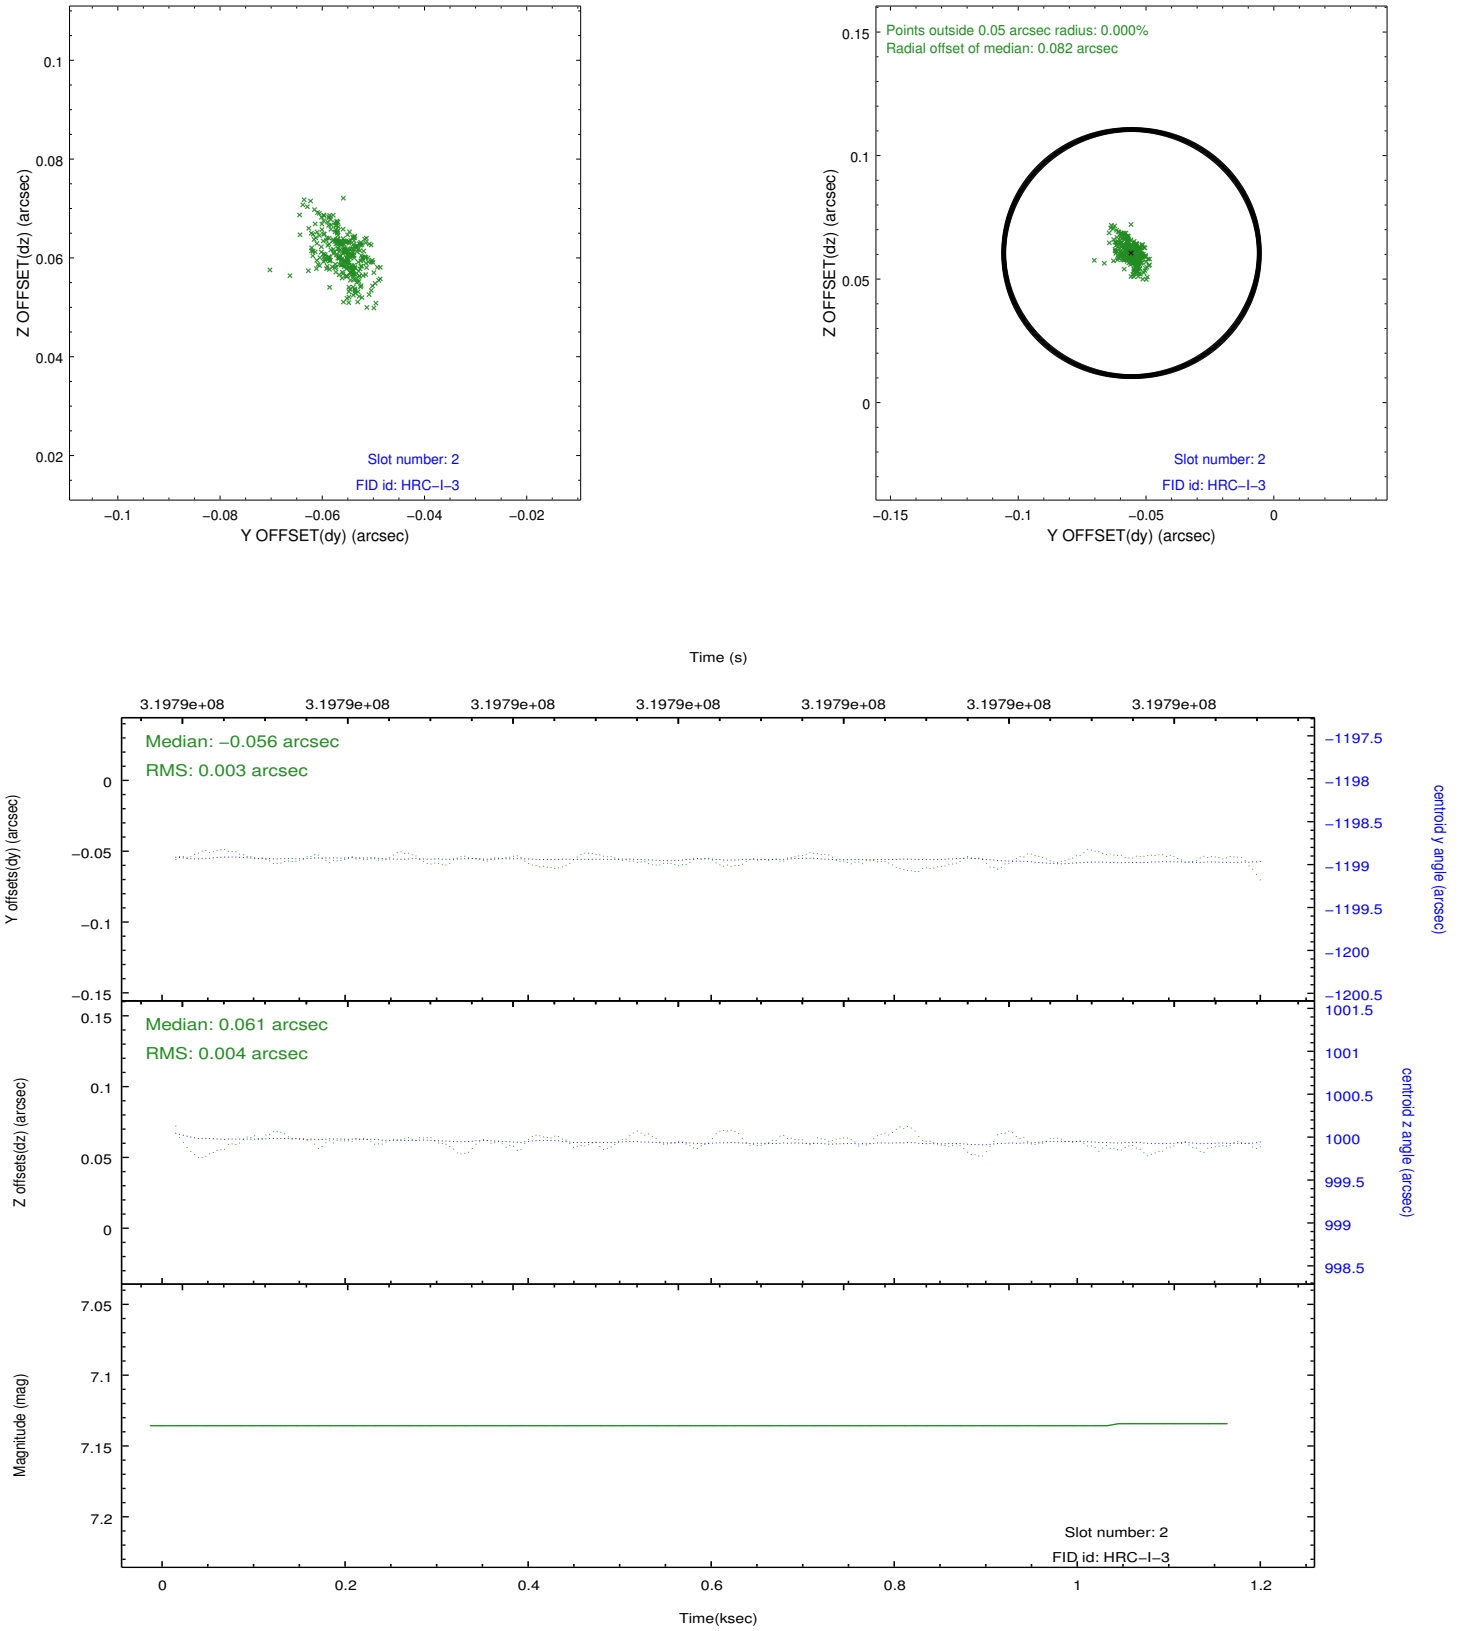 0.1
0.08
0.06
0.04
0.02
Z OFFSET(dz) (arcsec)
Slot number: 2
FID id: HRC−I−3
−0.1 −0.08 −0.06 −0.04 −0.02
Y OFFSET(dy) (arcsec)
Points outside 0.05 arcsec radius: 0.000%
Radial offset of median: 0.082 arcsec
0.15
0.1
0.05
0
Z OFFSET(dz) (arcsec)
Slot number: 2
FID id: HRC−I−3
−0.15 −0.1 −0.05 0
Y OFFSET(dy) (arcsec)
Time (s)
3.1979e+08 3.1979e+08 3.1979e+08 3.1979e+08 3.1979e+08 3.1979e+08 3.1979e+08
Median: −0.056 arcsec
RMS: 0.003 arcsec
0
−0.05
−0.1
−0.15
Y offsets(dy) (arcsec)
−1197.5
−1198
−1198.5
−1199
−1199.5
−1200
−1200.5
centroid y angle (arcsec)
Median: 0.061 arcsec
RMS: 0.004 arcsec
0.15
0.1
0.05
0
Z offsets(dz) (arcsec)
1001.5
1001
1000.5
1000
999.5
999
998.5
centroid z angle (arcsec)
7.05
7.1
7.15
7.2
Magnitude (mag)
Slot number: 2
FID id: HRC−I−3
0 0.2 0.4 0.6 0.8 1 1.2
Time(ksec)